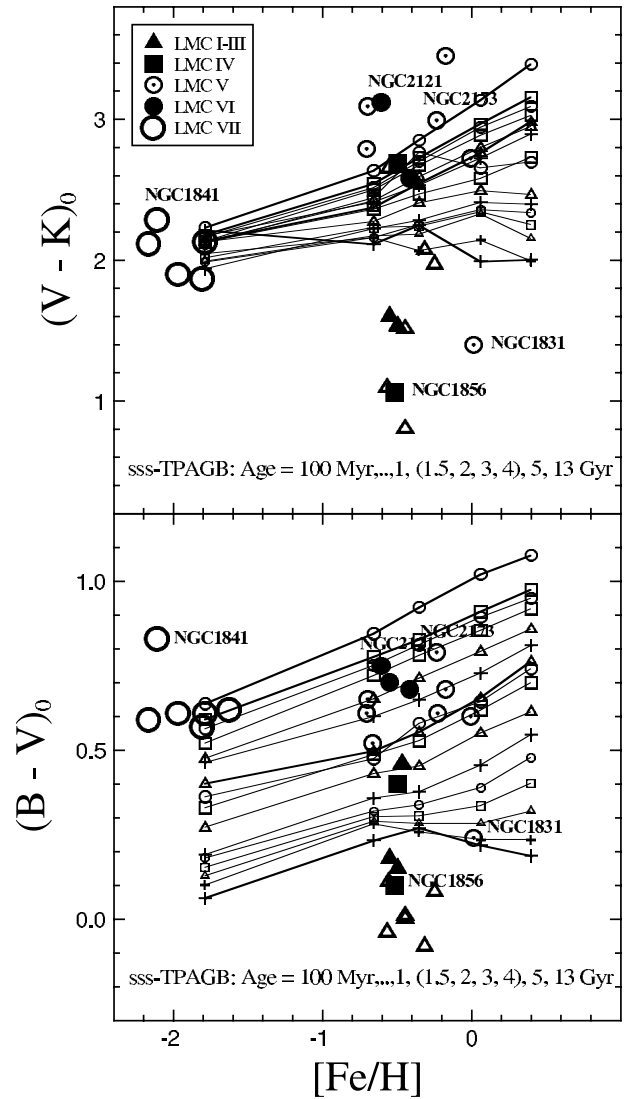 LMC I-III
LMC IV
LMC V
LMC VI
LMC VII
NGC2121
NGC2173
NGC1841
NGC1831
NGC1856
sss-TPAGB: Age = 100 Myr,..,1, (1.5, 2, 3, 4), 5, 13 Gyr
3
2
1
(V - K)0
NGC1841
NGC2121
NGC2173
NGC1831
NGC1856
sss-TPAGB: Age = 100 Myr,..,1, (1.5, 2, 3, 4), 5, 13 Gyr
1.0
0.5
0.0
(B - V)0
-2
-1
0
[Fe/H]